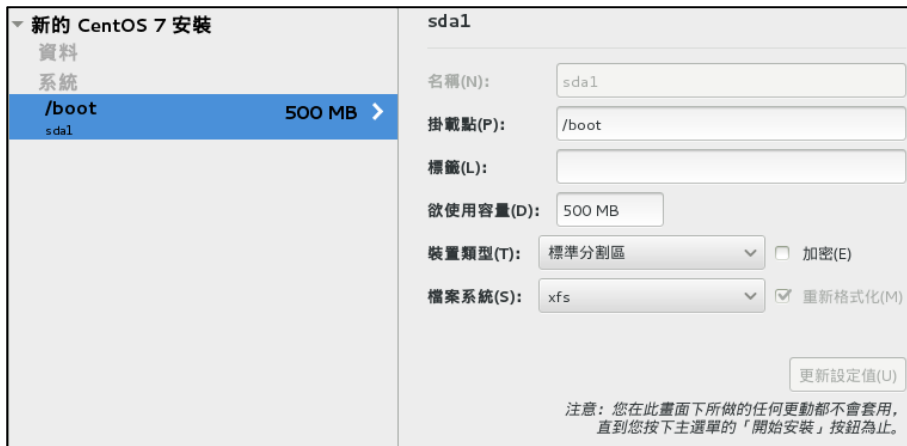 新的 CentOS 7 安裝
資料
系統
/boot
500 MB
sda1
sda1
名稱(N):
sda1
掛載點(P):
/boot
標籤(L):
欲使用容量(D):
500 MB
裝置類型(T):
標準分割區
加密(E)
檔案系統(S):
xfs
重新格式化(M)
更新設定值(U)
注意：您在此畫面下所做的任何更動都不會套用，
直到您按下主選單的「開始安裝」按鈕為止。